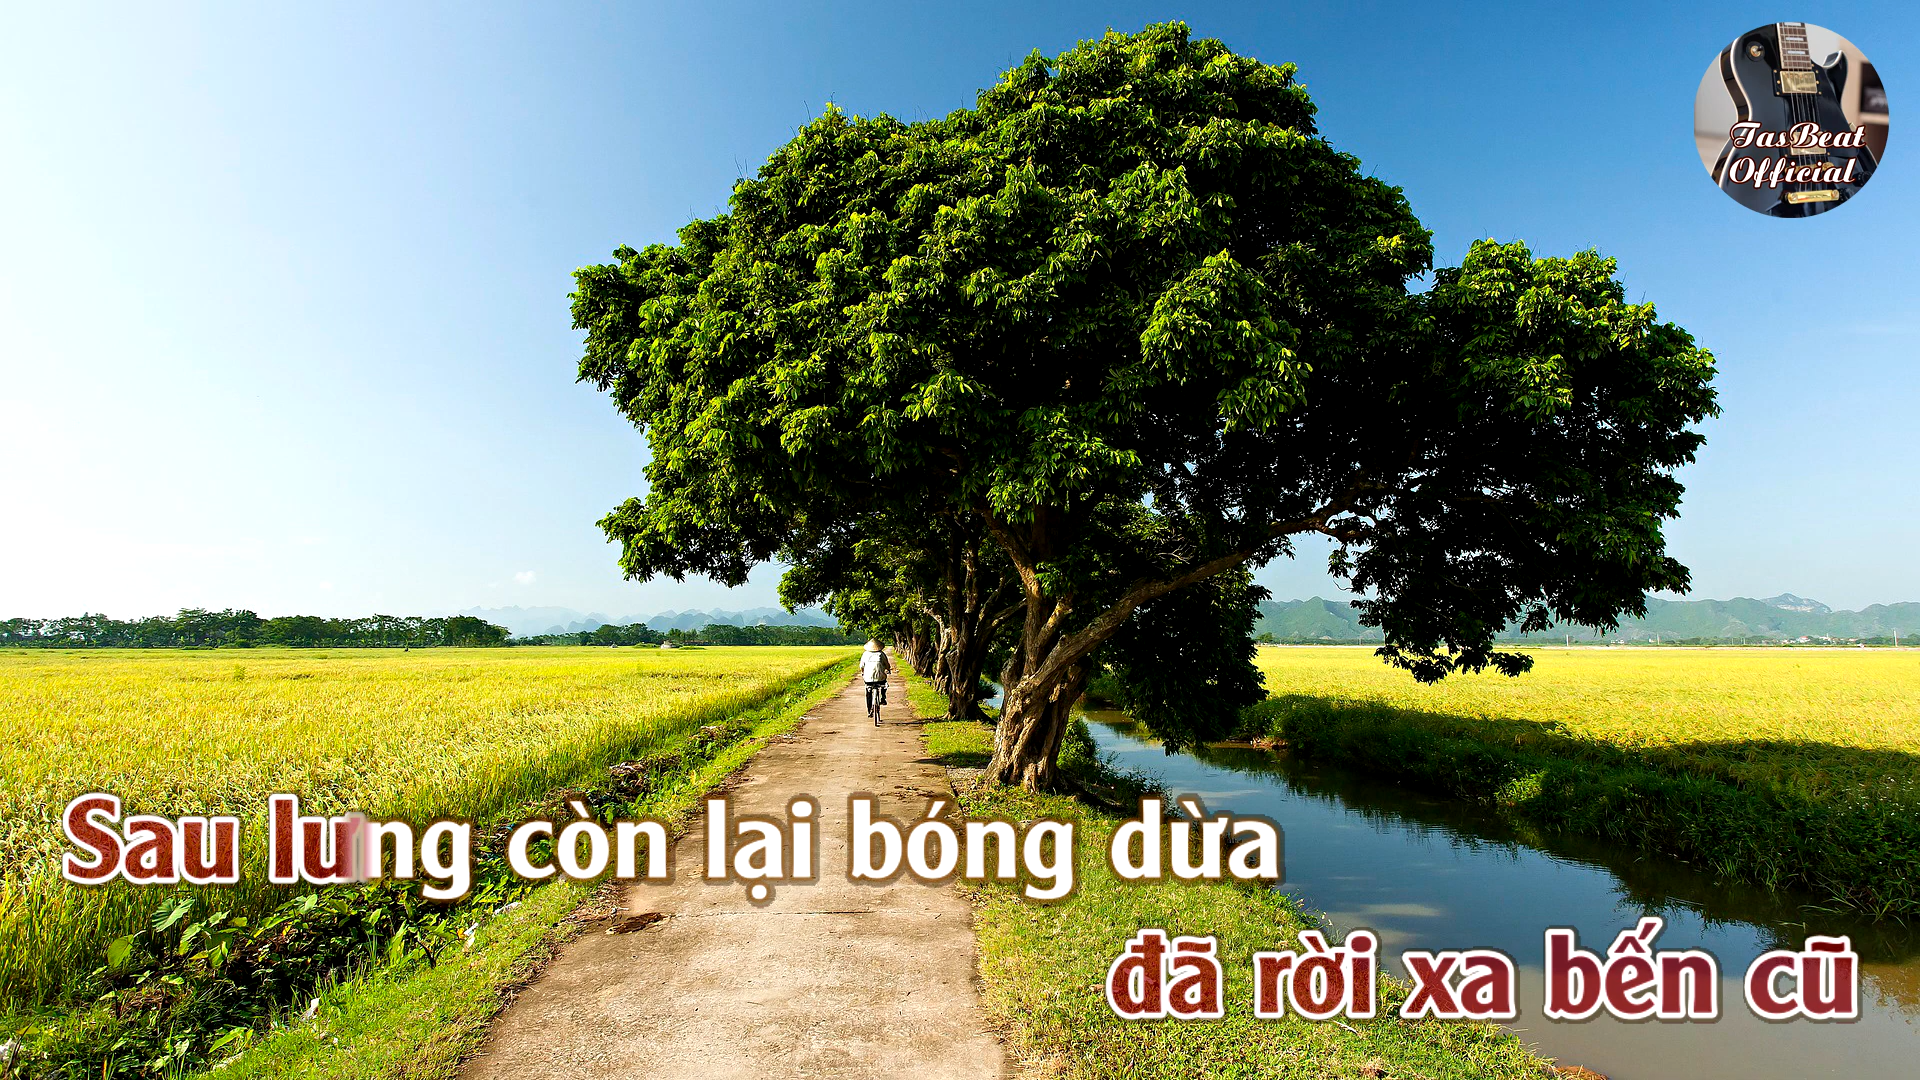 TasBeat
Official
Sau lưng còn lại bóng dừa
đã rời xa bến cũ